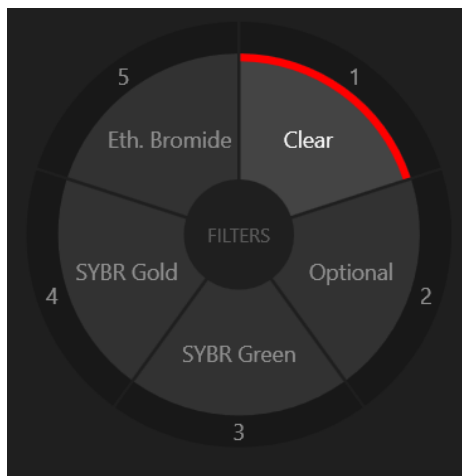 5
1
Eth. Bromide
Clear
FILTERS
SYBR Gold
Optional
4
2
SYBR Green
3